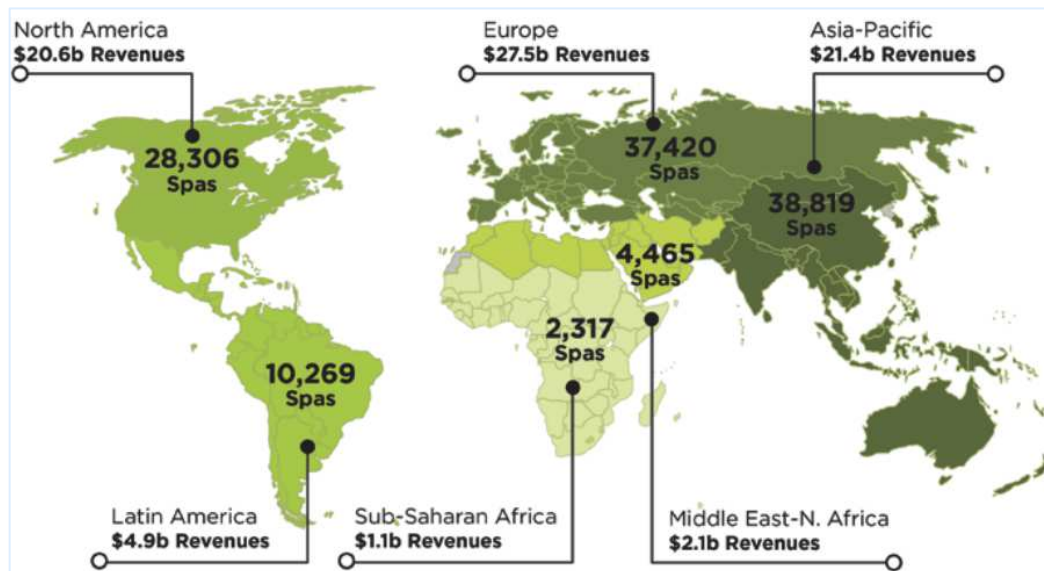 North America
$20.6b Revenues
Europe
$27.5b Revenues
Asia-Pacific
$21.4b Revenues
28,306
Spas
37,420
Spas
38,819
Spas
4,465
Spas
2,317
Spas
10,269
Spas
Latin America
$4.9b Revenues
Sub-Saharan Africa
$1.1b Revenues
Middle East-N. Africa
$2.1b Revenues